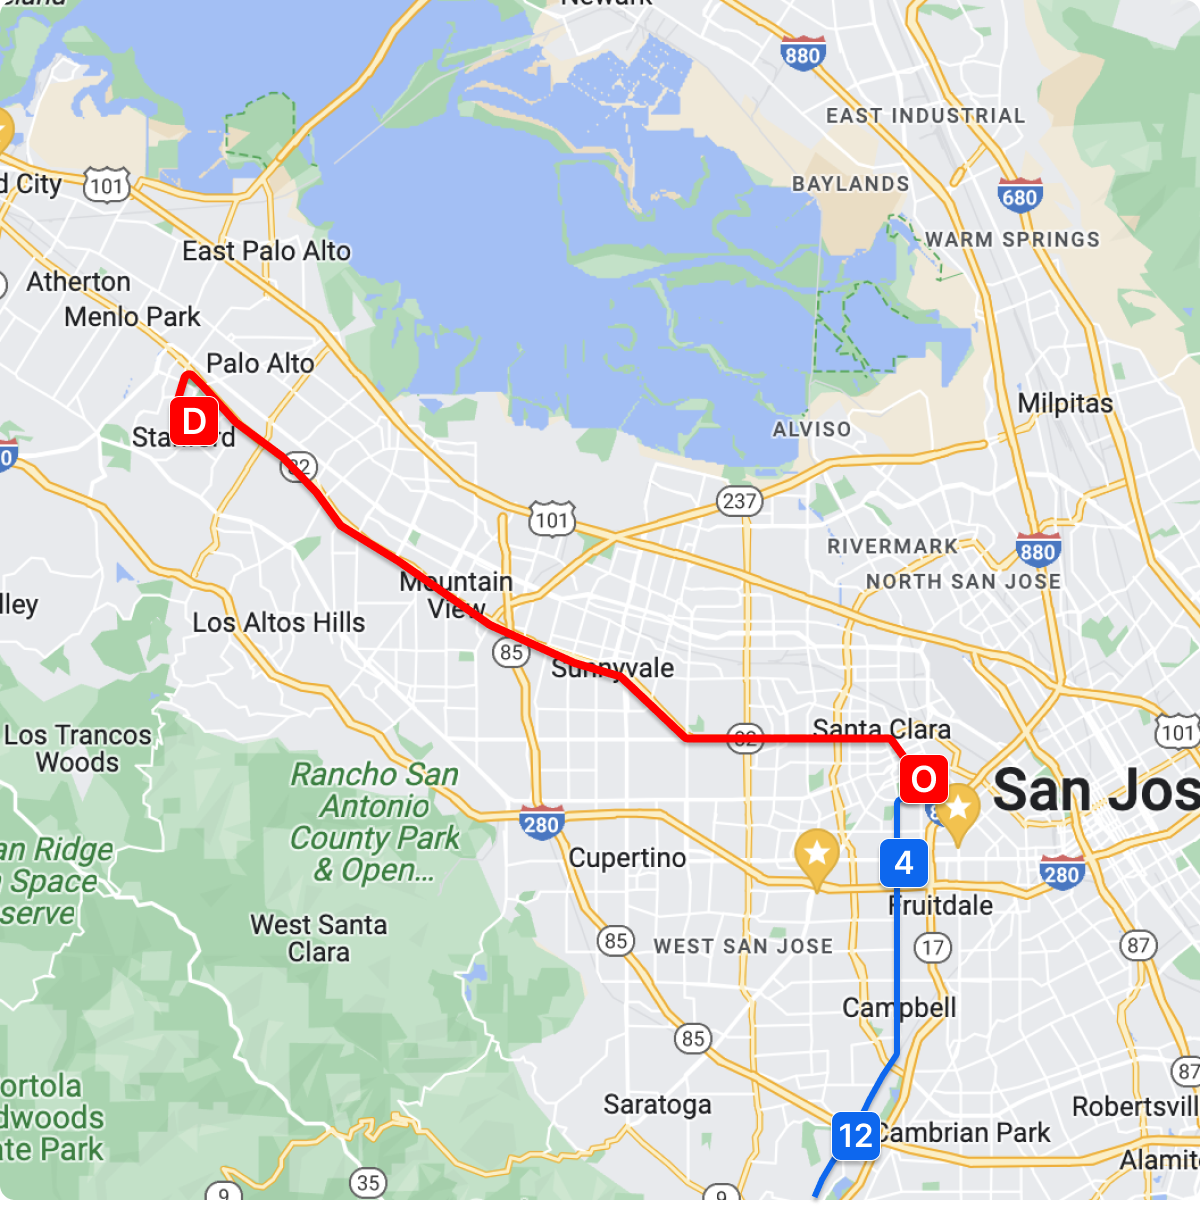 Newark
880
EAST INDUSTRIAL
d City
101
BAYLANDS
680
WARM SPRINGS
East Palo Alto
Atherton
Menlo Park
Palo Alto
D
Milpitas
ALVISO
82
101
237
RIVERMARK
880
NORTH SAN JOSE
Mountain
View
lley
Los Altos Hills
85
Sunnyvale
Santa Clara
82
101
Los Trancos
Woods
Rancho San
Antonio
County Park
& Open...
O
San Jos
280
an Ridge
n Space
serve
Cupertino
4
280
Fruitdale
West Santa
Clara
85
WEST SAN JOSE
17
87
Campbell
85
87
ortola
dwoods
ate Park
Saratoga
Robertsvill
12
Cambrian Park
Alamit
35
9
9